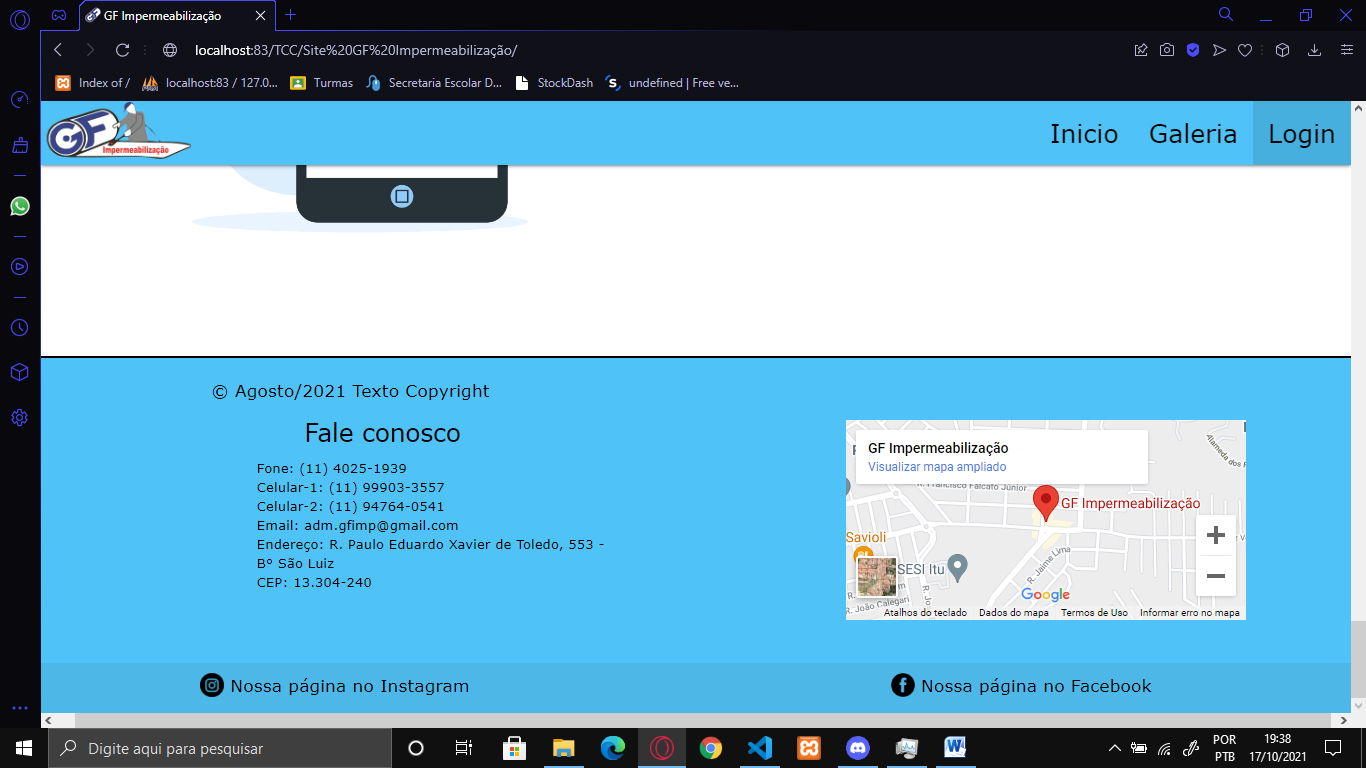 GF Impermeabilização
localhost:83/TCC/Site%20GF%20Impermeabilização/
Index of /
localhost:83 / 127.0...
Turmas
Secretaria Escolar D...
StockDash
undefined | Free ve...
GF
Impermeabilização
Inicio
Galeria
Login
© Agosto/2021 Texto Copyright
Fale conosco
Fone: (11) 4025-1939
Celular-1: (11) 99903-3557
Celular-2: (11) 94764-0541
Email: adm.gfimp@gmail.com
Endereço: R. Paulo Eduardo Xavier de Toledo, 553 -
B° São Luiz
CEP: 13.304-240
GF Impermeabilização
Visualizar mapa ampliado
R. Francisco Falcato Júnior
Alameda dos
GF Impermeabilização
Savioli
SESI Itu
R. Jaime Lima
R. João Calegari
R. Jo
Google
Atalhos do teclado
Dados do mapa
Termos de Uso
Informar erro no mapa
Nossa página no Instagram
Nossa página no Facebook
Digite aqui para pesquisar
POR
PTB
19:38
17/10/2021